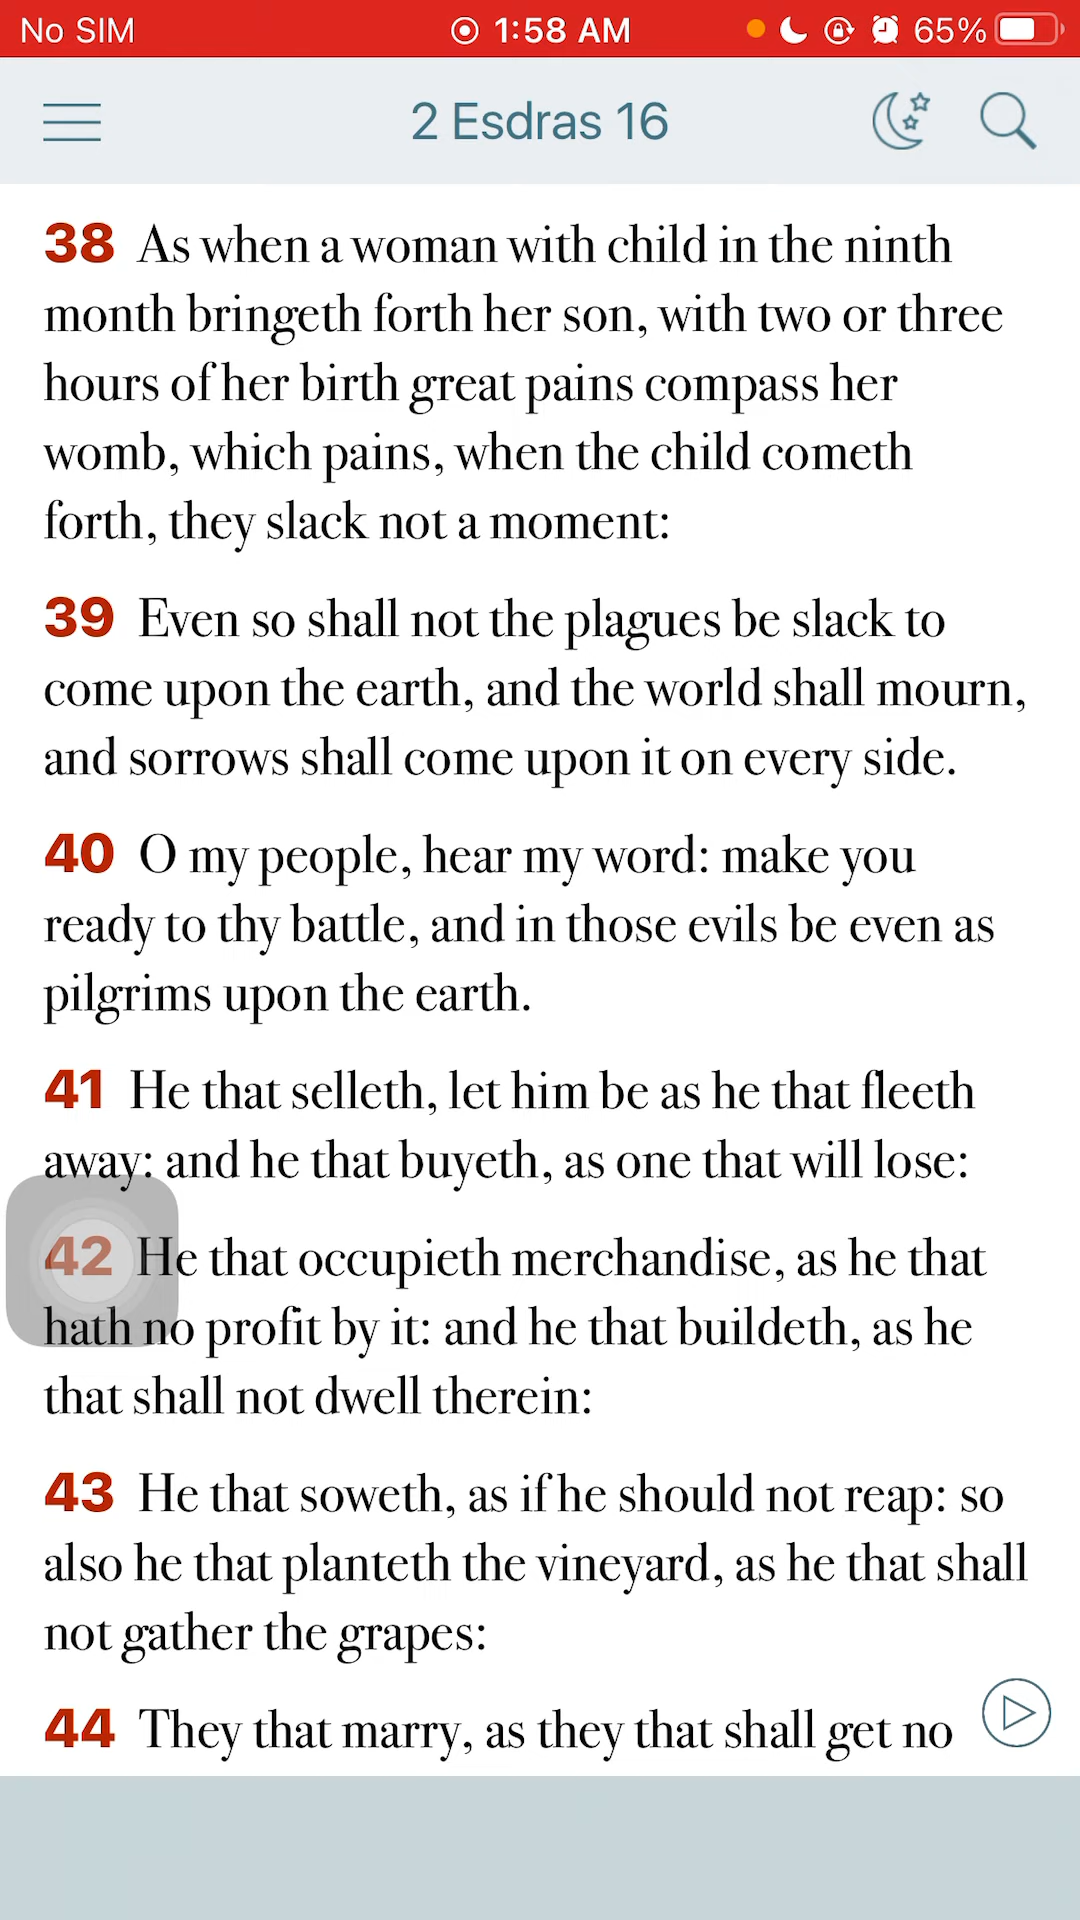 No SIM 1:58 AM 65%
2 Esdras 16
38 As when a woman with child in the ninth
month bringeth forth her son, with two or three
hours of her birth great pains compass her
womb, which pains, when the child cometh
forth, they slack not a moment:
39 Even so shall not the plagues be slack to
come upon the earth, and the world shall mourn,
and sorrows shall come upon it on every side.
40 O my people, hear my word: make you
ready to thy battle, and in those evils be even as
pilgrims upon the earth.
41 He that selleth, let him be as he that fleeth
away: and he that buyeth, as one that will lose:
42 He that occupieth merchandise, as he that
hath no profit by it: and he that buildeth, as he
that shall not dwell therein:
43 He that soweth, as if he should not reap: so
also he that planteth the vineyard, as he that shall
not gather the grapes:
44 They that marry, as they that shall get no